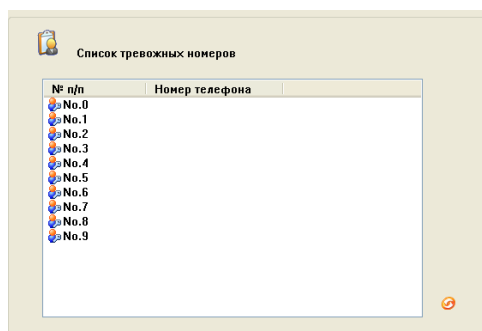 Список тревожных номеров
№ п/п Номер телефона
No.0
No.1
No.2
No.3
No.4
No.5
No.6
No.7
No.8
No.9